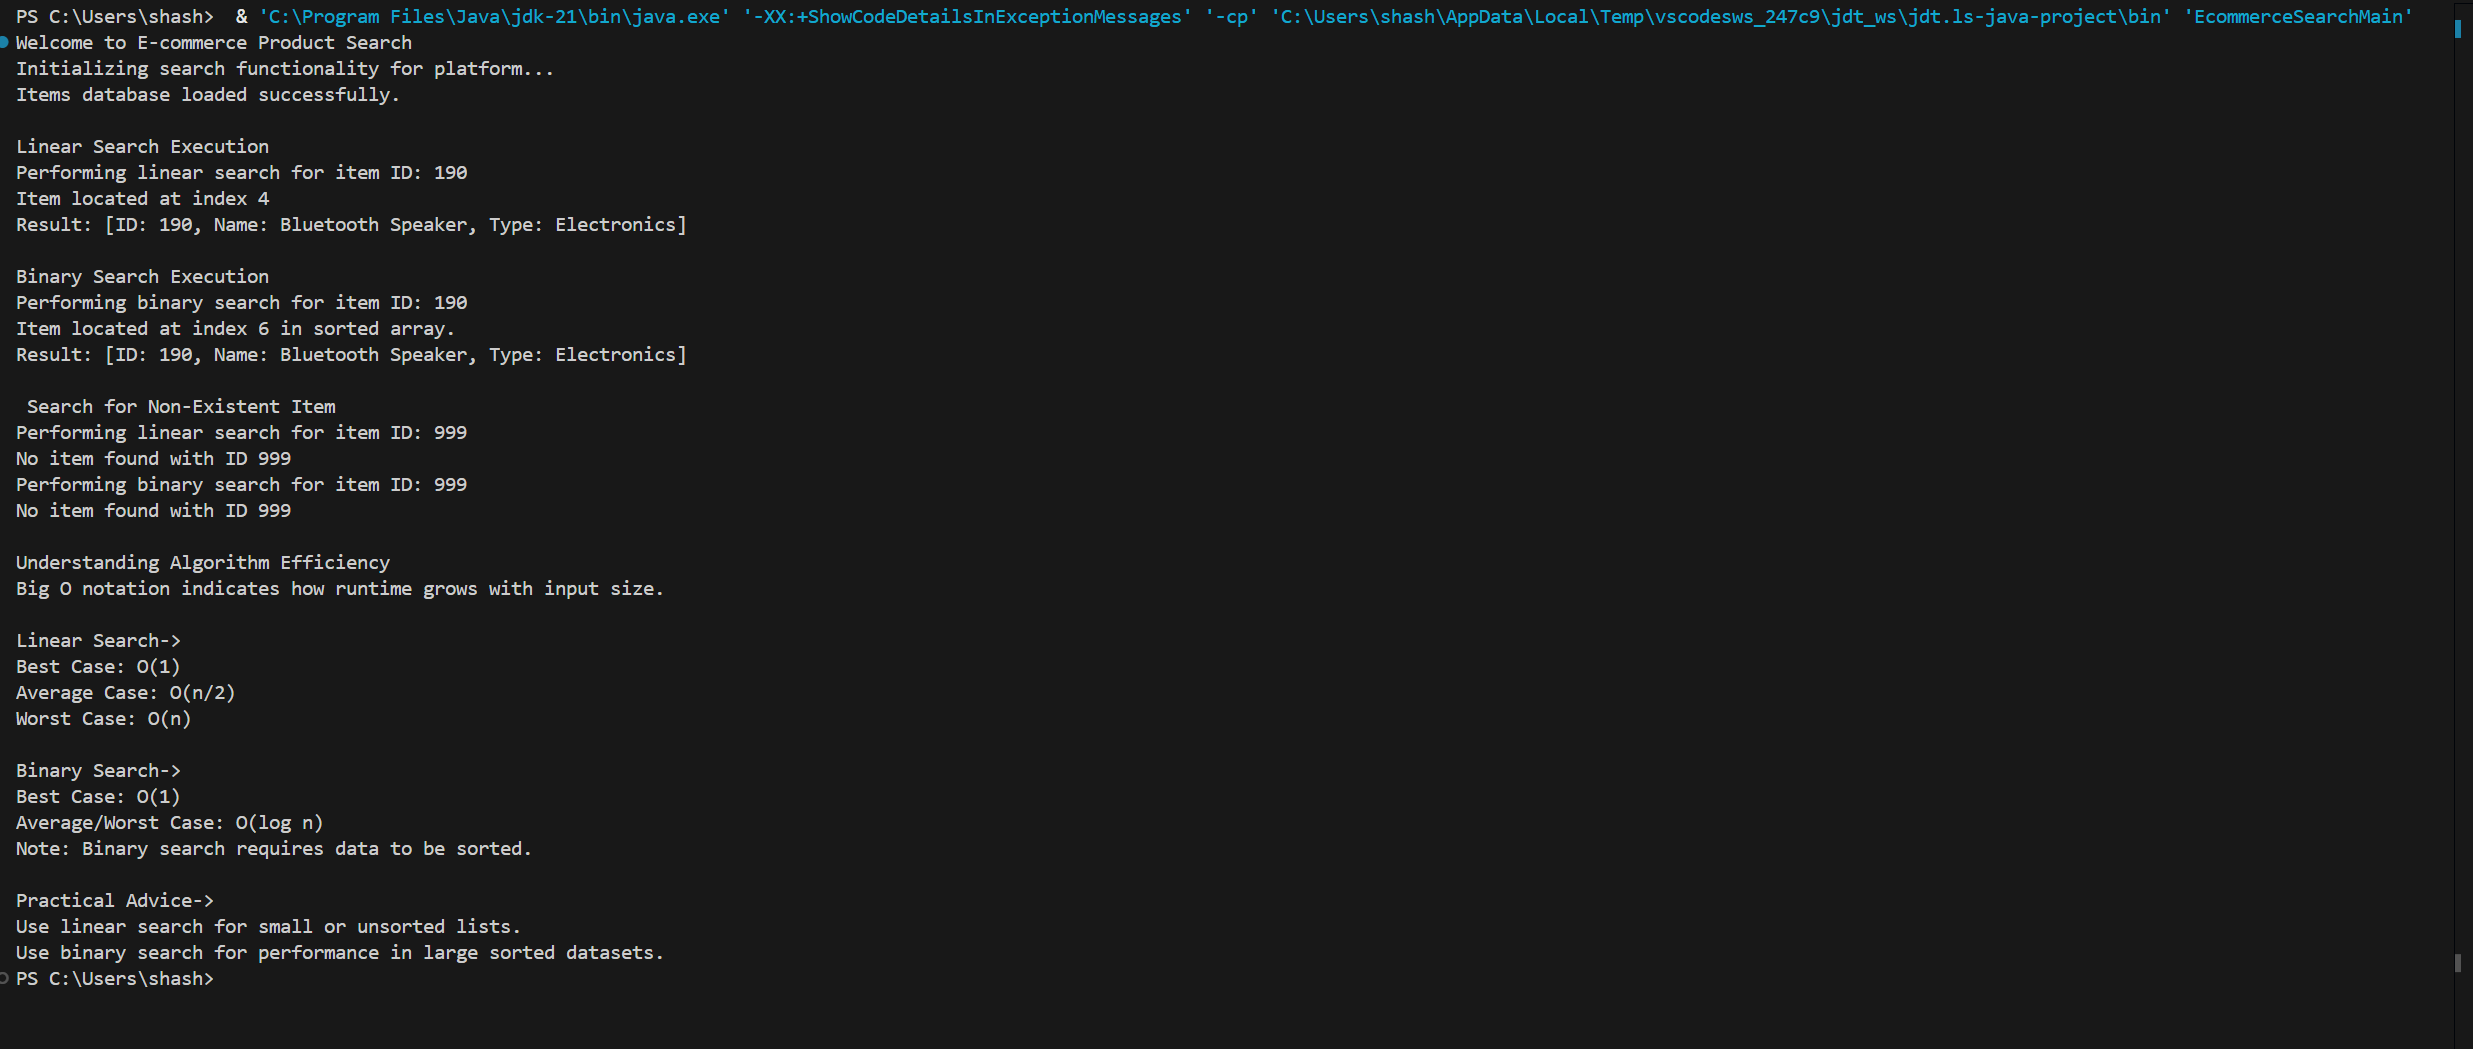 PS C:\Users\shash>  & 'C:\Program Files\Java\jdk-21\bin\java.exe' '-XX:+ShowCodeDetailsInExceptionMessages' '-cp' 'C:\Users\shash\AppData\Local\Temp\vscodesws_247c9\jdt_ws\jdt.ls-java-project\bin' 'EcommerceSearchMain'
Welcome to E-commerce Product Search
Initializing search functionality for platform...
Items database loaded successfully.

Linear Search Execution
Performing linear search for item ID: 190
Item located at index 4
Result: [ID: 190, Name: Bluetooth Speaker, Type: Electronics]

Binary Search Execution
Performing binary search for item ID: 190
Item located at index 6 in sorted array.
Result: [ID: 190, Name: Bluetooth Speaker, Type: Electronics]

 Search for Non-Existent Item
Performing linear search for item ID: 999
No item found with ID 999
Performing binary search for item ID: 999
No item found with ID 999

Understanding Algorithm Efficiency
Big O notation indicates how runtime grows with input size.

Linear Search->
Best Case: O(1)
Average Case: O(n/2)
Worst Case: O(n)

Binary Search->
Best Case: O(1)
Average/Worst Case: O(log n)
Note: Binary search requires data to be sorted.

Practical Advice->
Use linear search for small or unsorted lists.
Use binary search for performance in large sorted datasets.
PS C:\Users\shash>